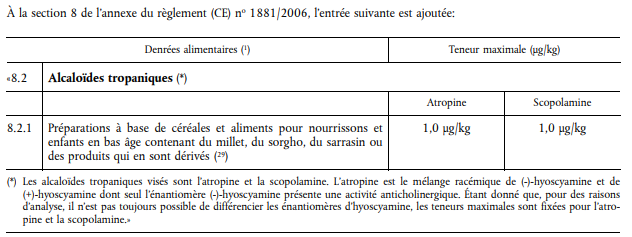 À la section 8 de l'annexe du règlement (CE) nº 1881/2006, l'entrée suivante est ajoutée:
Denrées alimentaires (¹) Teneur maximale (μg/kg)
«8.2 Alcaloïdes tropaniques (*)
Atropine Scopolamine
8.2.1 Préparations à base de céréales et aliments pour nourrissons et 1,0 μg/kg 1,0 μg/kg
enfants en bas âge contenant du millet, du sorgho, du sarrasin ou
des produits qui en sont dérivés (²⁹)
(*) Les alcaloïdes tropaniques visés sont l'atropine et la scopolamine. L'atropine est le mélange racémique de (-)-hyoscyamine et de
(+)-hyoscyamine dont seul l'énantiomère (-)-hyoscyamine présente une activité anticholinergique. Étant donné que, pour des raisons
d'analyse, il n'est pas toujours possible de différencier les énantiomères d'hyoscyamine, les teneurs maximales sont fixées pour l'atro-
pine et la scopolamine.»